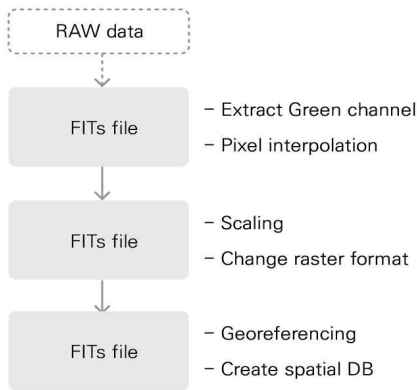 RAW data
FITs file
– Extract Green channel
– Pixel interpolation
FITs file
– Scaling
– Change raster format
FITs file
– Georeferencing
– Create spatial DB